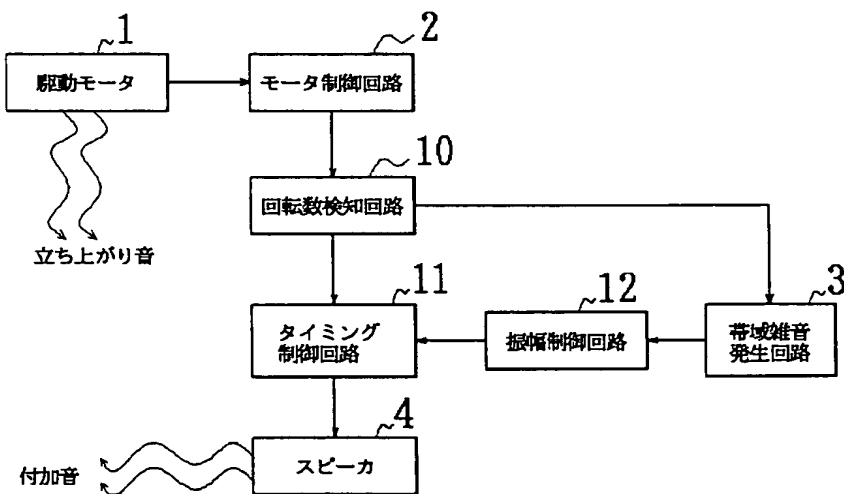 1
駆動モータ
2
モータ制御回路
10
回転数検知回路
立ち上がり音
11
タイミング
制御回路
12
振幅制御回路
3
帯域雑音
発生回路
4
スピーカ
付加音